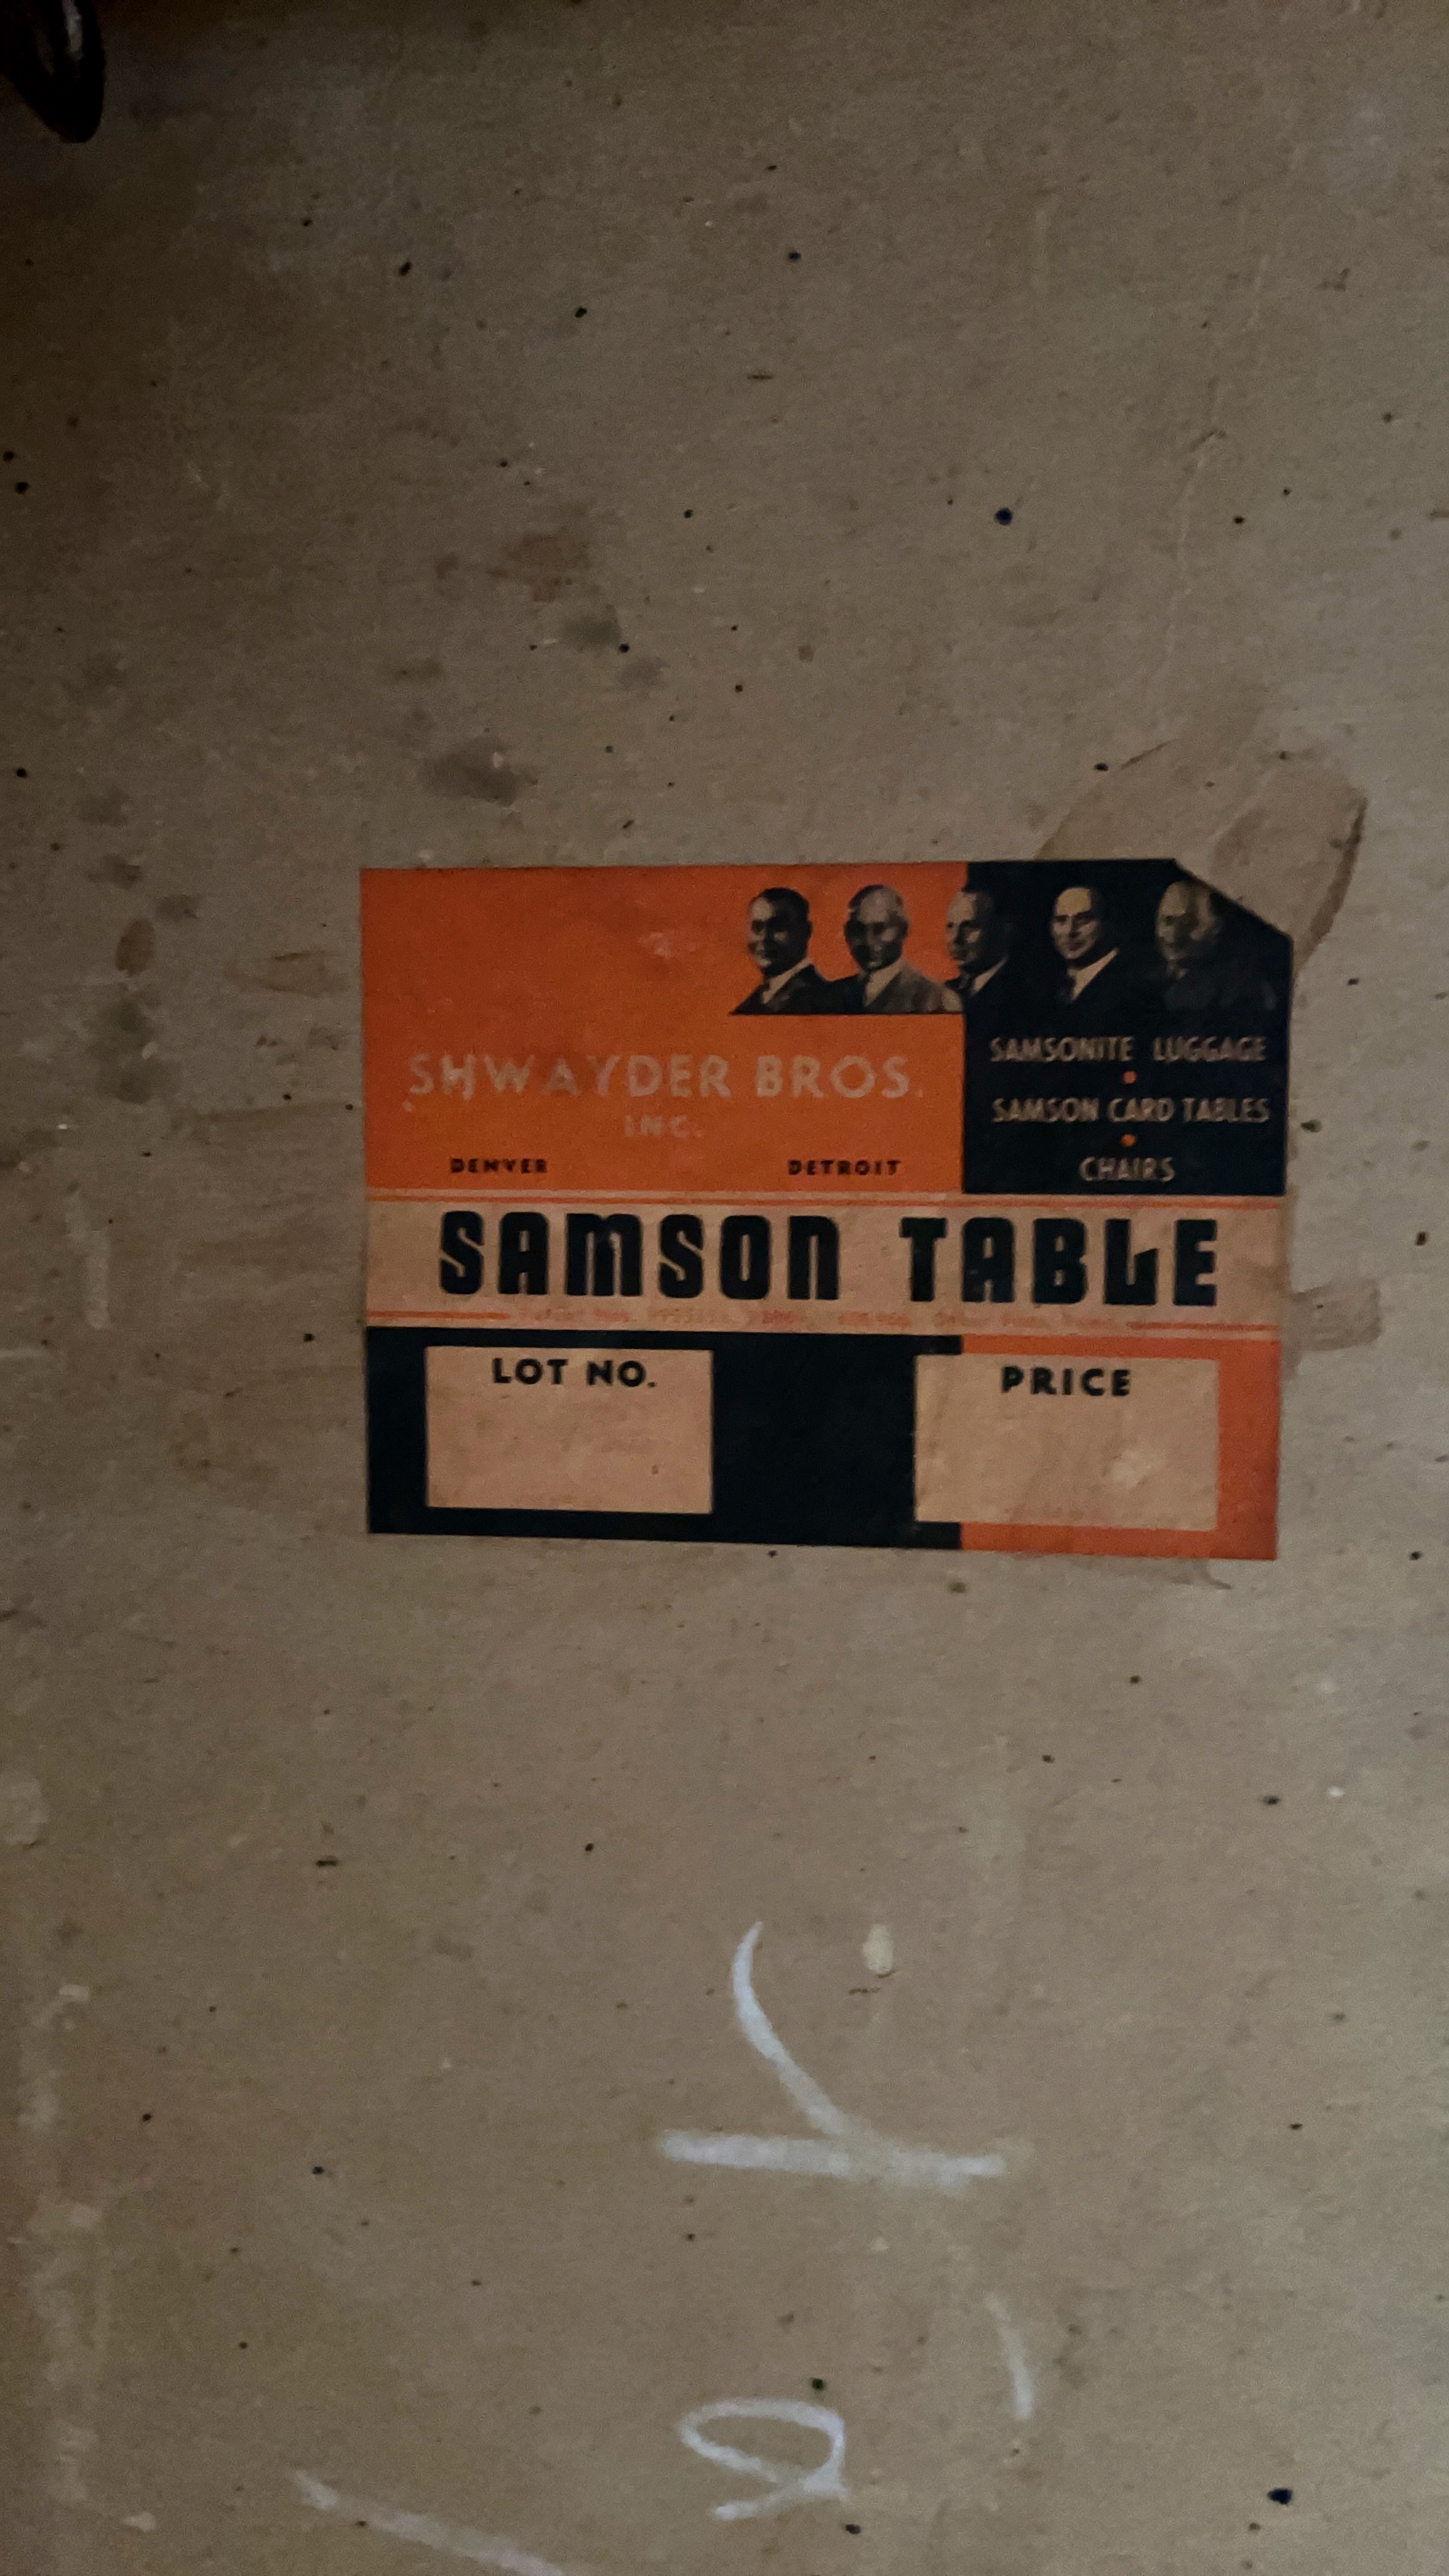 SHWAYDER BROS.
INC.
DENVER DETROIT
SAMSONITE LUGGAGE
SAMSON CARD TABLES
CHAIRS
SAMSON TABLE
LOT NO. PRICE